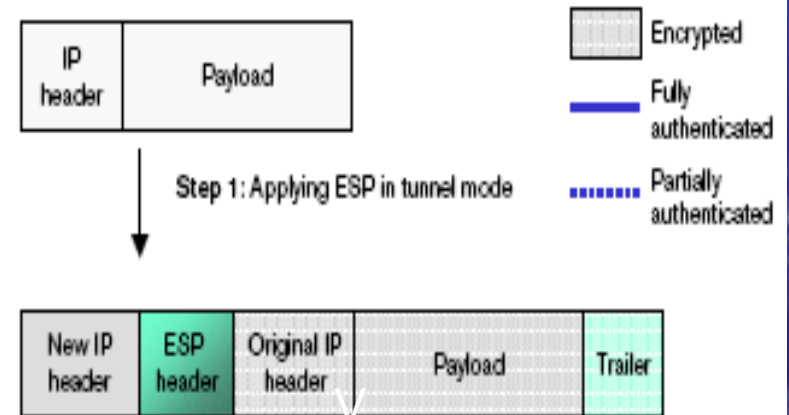 IP
header
Payload
Encrypted
Fully
authenticated
Partially
authenticated
Step 1: Applying ESP in tunnel mode
New IP
header
ESP
header
Original IP
header
Payload
Trailer